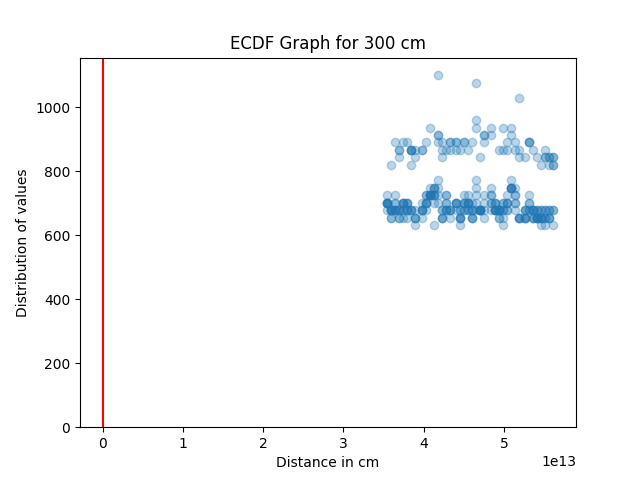 ECDF Graph for 300 cm
Distribution of values
1000
800
600
400
200
0
0 1 2 3 4 5
1e13
Distance in cm